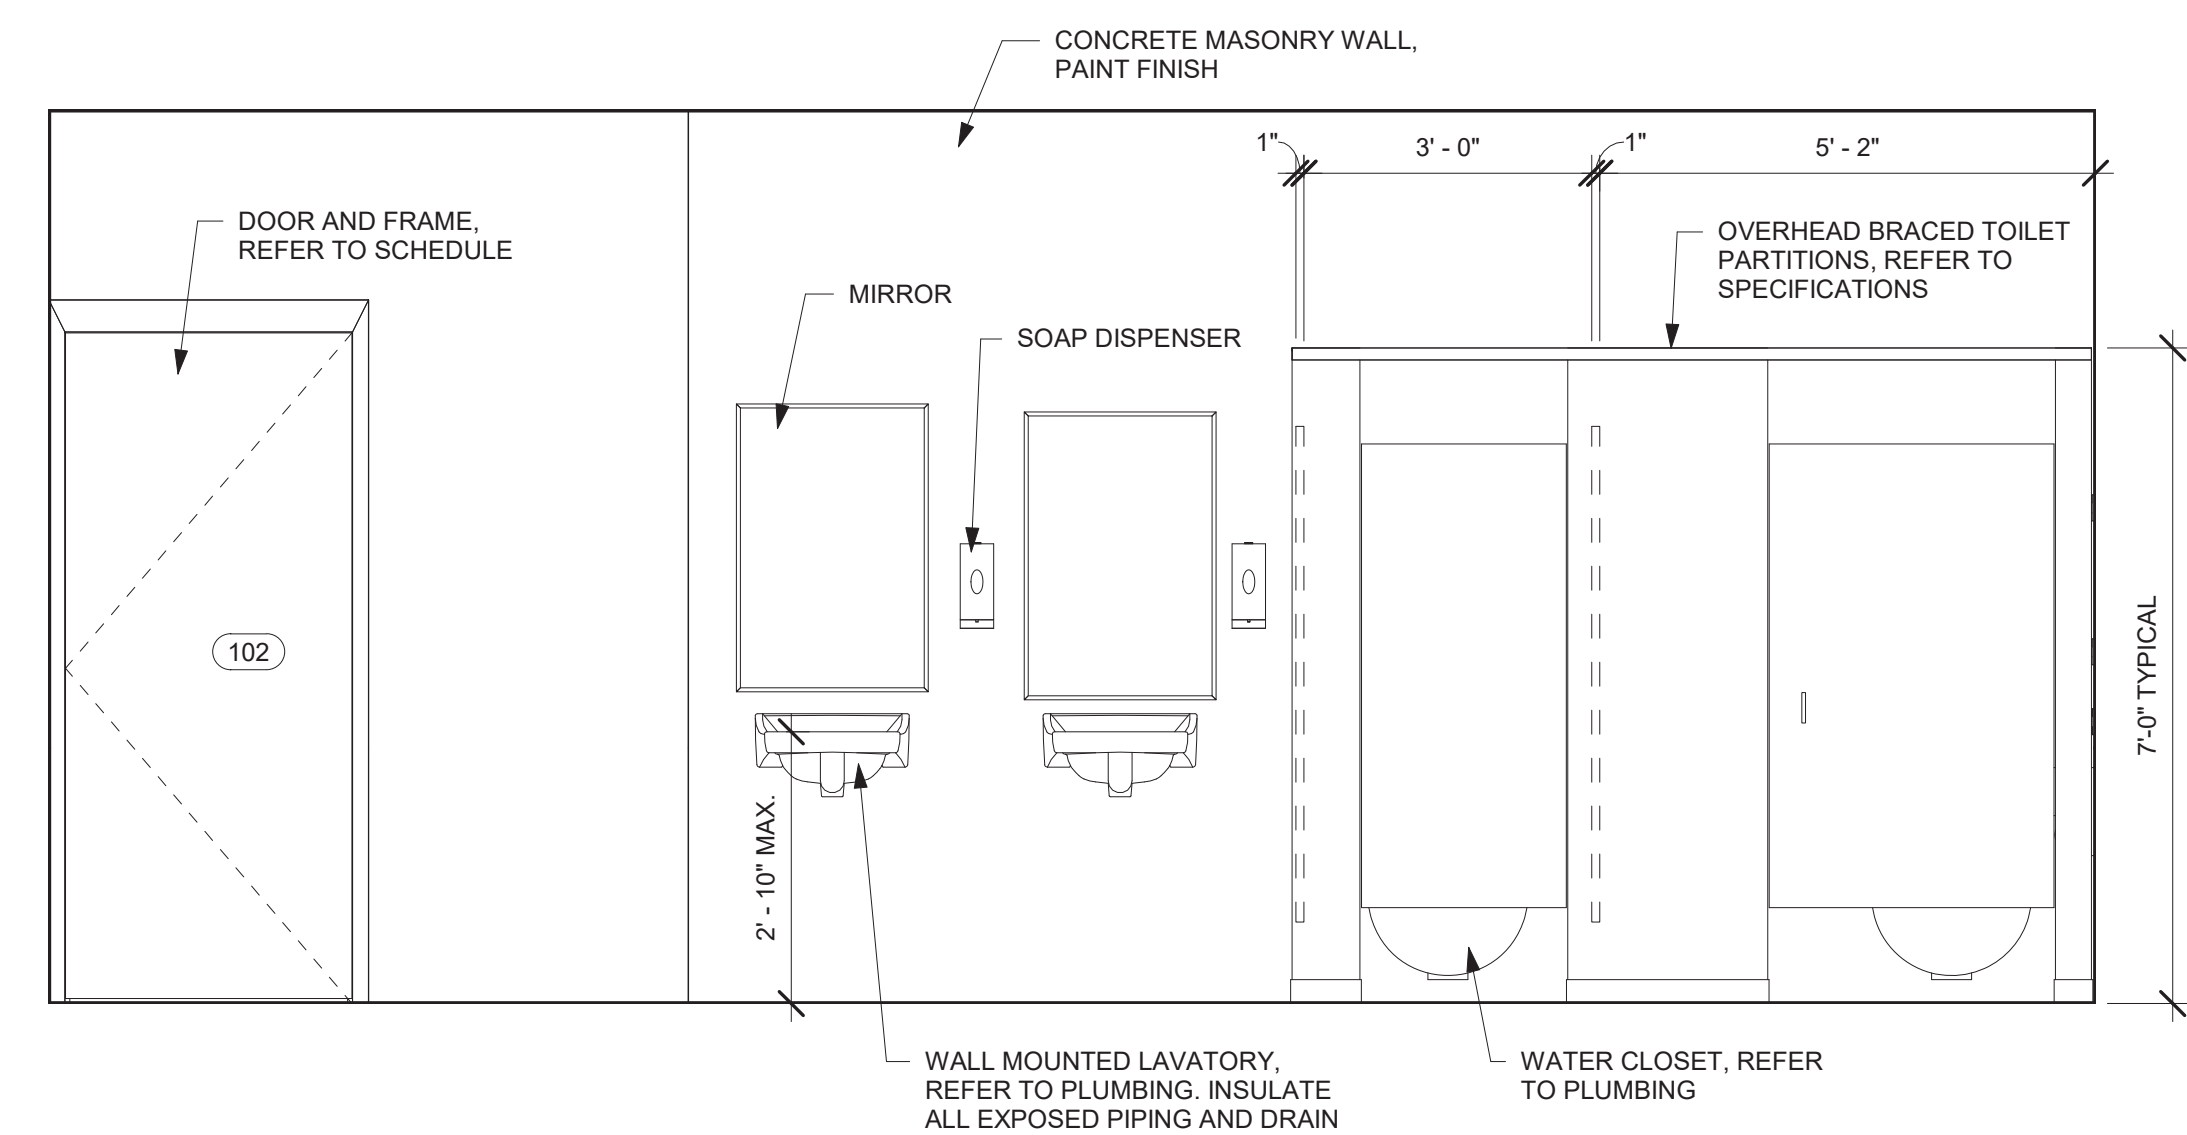 CONCRETE MASONRY WALL,
PAINT FINISH
1"
3' - 0"
1"
5' - 2"
DOOR AND FRAME,
REFER TO SCHEDULE
OVERHEAD BRACED TOILET
PARTITIONS, REFER TO
SPECIFICATIONS
MIRROR
SOAP DISPENSER
102
7'-0" TYPICAL
2' - 10" MAX.
WALL MOUNTED LAVATORY,
REFER TO PLUMBING. INSULATE
ALL EXPOSED PIPING AND DRAIN
WATER CLOSET, REFER
TO PLUMBING